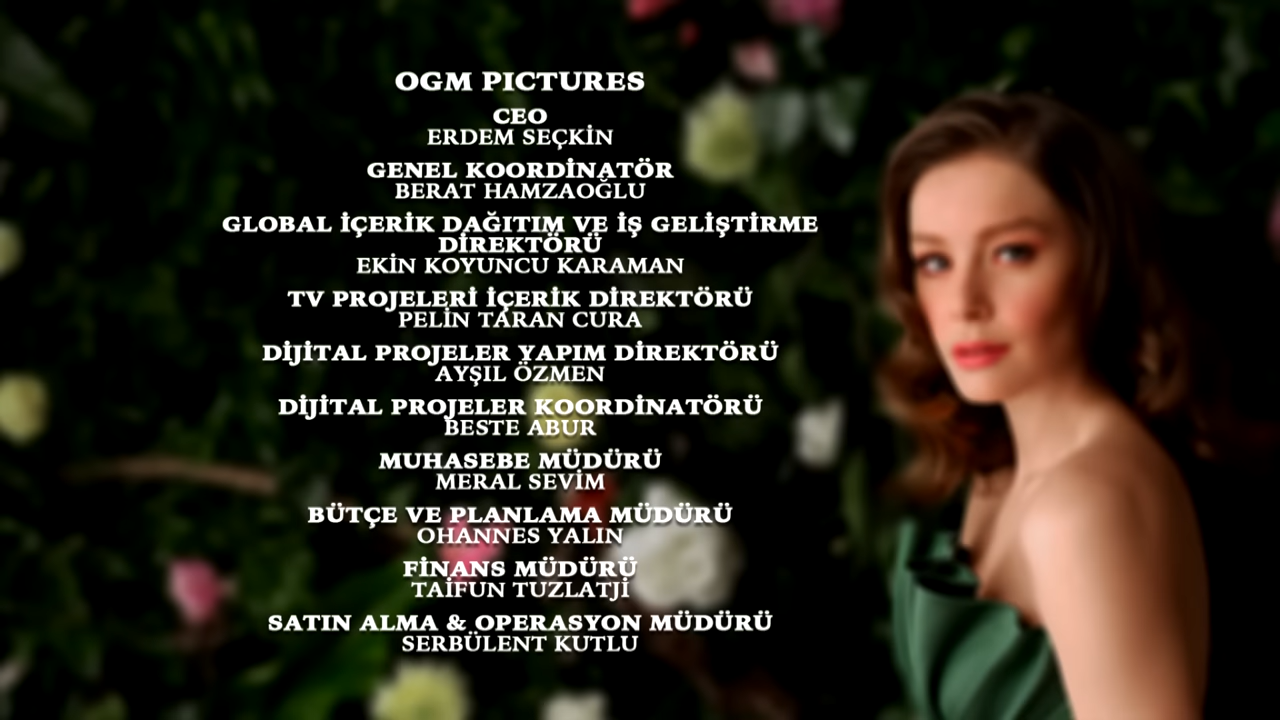 OGM PICTURES
CEO
ERDEM SEÇKİN
GENEL KOORDİNATÖR
BERAT HAMZAOĞLU
GLOBAL İÇERİK DAĞITIM VE İŞ GELİŞTİRME
DİREKTÖRÜ
EKİN KOYUNCU KARAMAN
TV PROJELERİ İÇERİK DİREKTÖRÜ
PELİN TARAN CURA
DİJİTAL PROJELER YAPIM DİREKTÖRÜ
AYŞIL ÖZMEN
DİJİTAL PROJELER KOORDİNATÖRÜ
BESTE ABUR
MUHASEBE MÜDÜRÜ
MERAL SEVİM
BÜTÇE VE PLANLAMA MÜDÜRÜ
OHANNES YALIN
FİNANS MÜDÜRÜ
TAİFUN TUZLATJİ
SATIN ALMA & OPERASYON MÜDÜRÜ
SERBÜLENT KUTLU